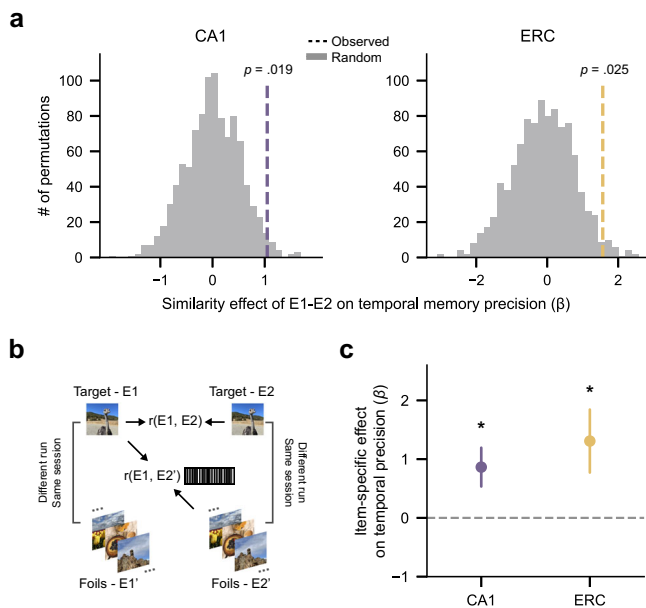 a
CA1
ERC
Observed
Random
p = .019
p = .025
# of permutations
100
80
60
40
20
0
−1
0
1
100
80
60
40
20
0
−2
0
2
Similarity effect of E1-E2 on temporal memory precision (β)
b
Target - E1
Target - E2
r(E1, E2)
r(E1, E2')
Different run
Same session
Different run
Same session
Foils - E1'
Foils - E2'
c
Item-specific effect
on temporal precision (β)
2
1
0
−1
*
*
CA1
ERC